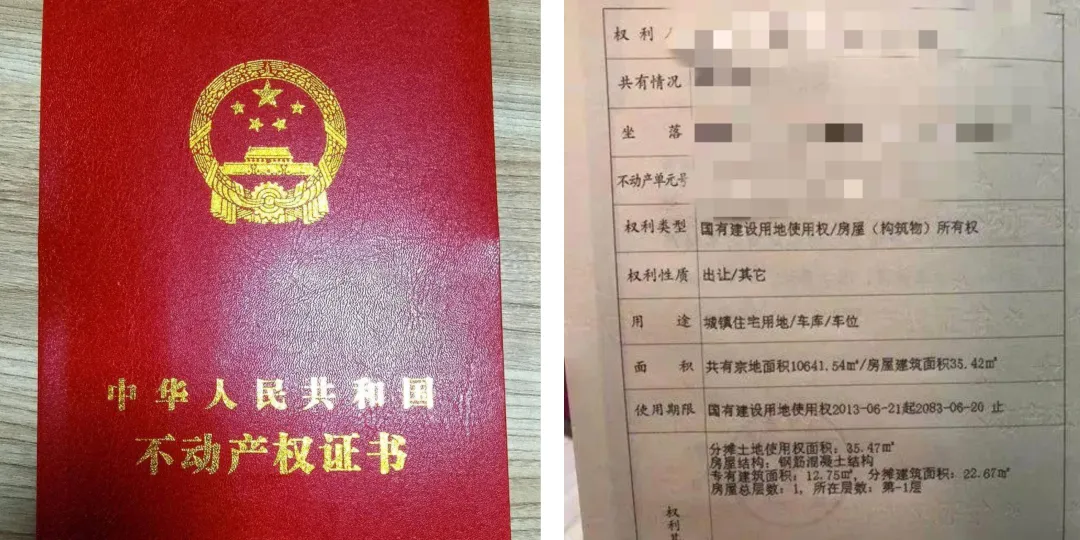 中华人民共和国
不动产权证书
权利
共有情况
坐落
不动产单元号
权利类型 国有建设用地使用权/房屋（构筑物）所有权
权利性质 出让/其它
用途 城镇住宅用地/车库/车位
面积 共有宗地面积10641.54㎡/房屋建筑面积35.42㎡
使用期限 国有建设用地使用权2013-06-21起2083-06-20 止
分摊土地使用权面积：35.47㎡
房屋结构：钢筋混凝土结构
专有建筑面积：12.75㎡，分摊建筑面积：22.67㎡
房屋总层数：1，所在层数：第-1层
权利其